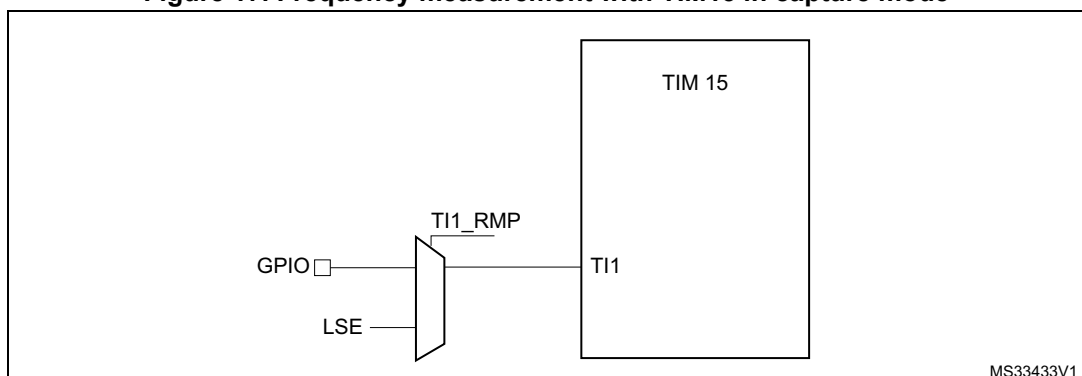 Figure 17. Frequency measurement with TIM15 in capture mode
TIM 15
TI1_RMP
GPIO
TI1
LSE
MS33433V1